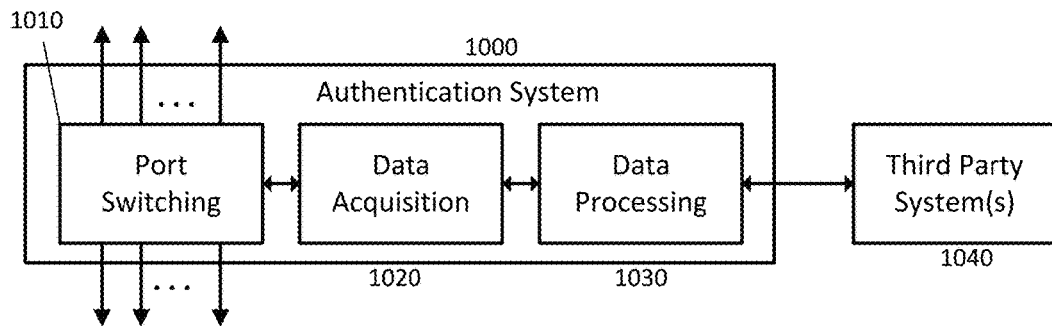 1010
1000
Authentication System
...
Port
Switching
Data
Acquisition
Data
Processing
Third Party
System(s)
...
1020
1030
1040